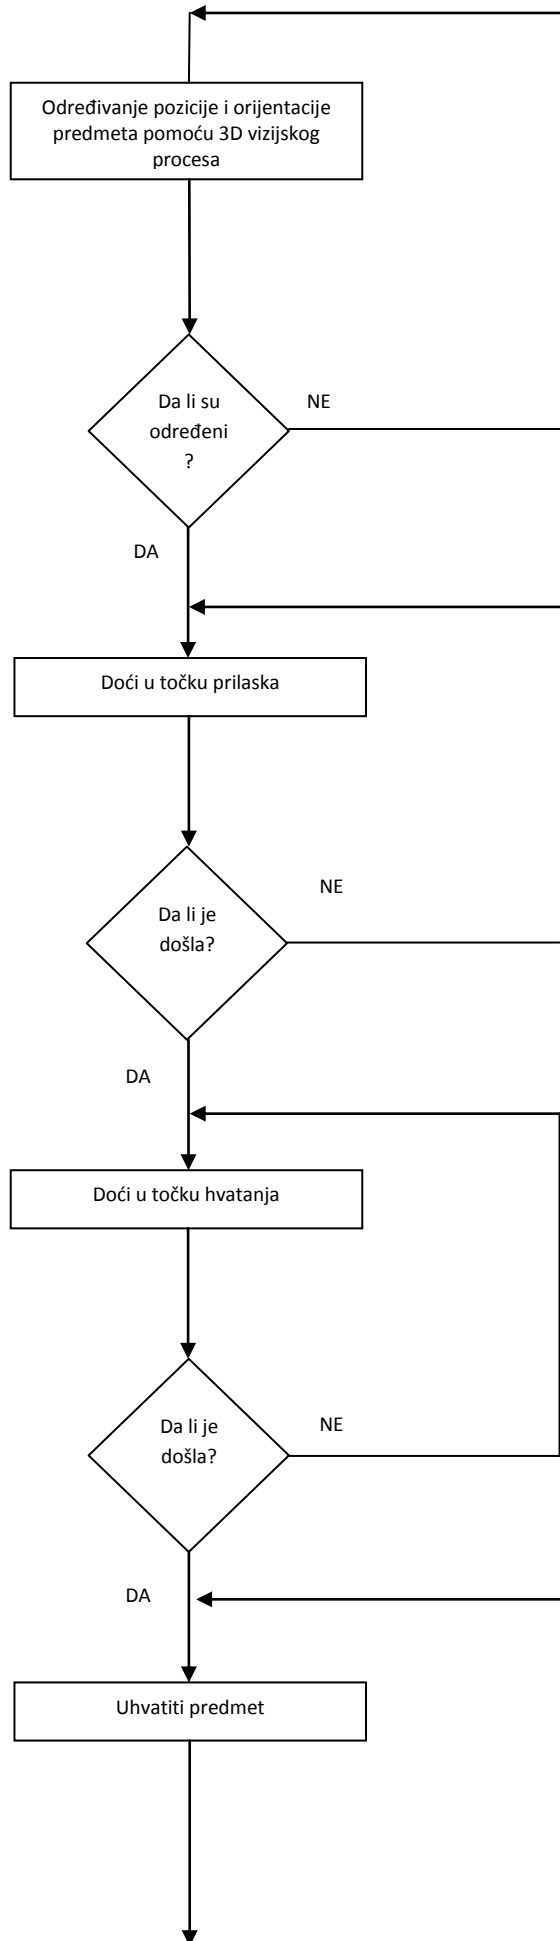 Određivanje pozicije i orijentacije
predmeta pomoću 3D vizijskog
procesa
Da li su
određeni
?
NE
DA
Doći u točku prilaska
Da li je
došla?
NE
DA
Doći u točku hvatanja
Da li je
došla?
NE
DA
Uhvatiti predmet